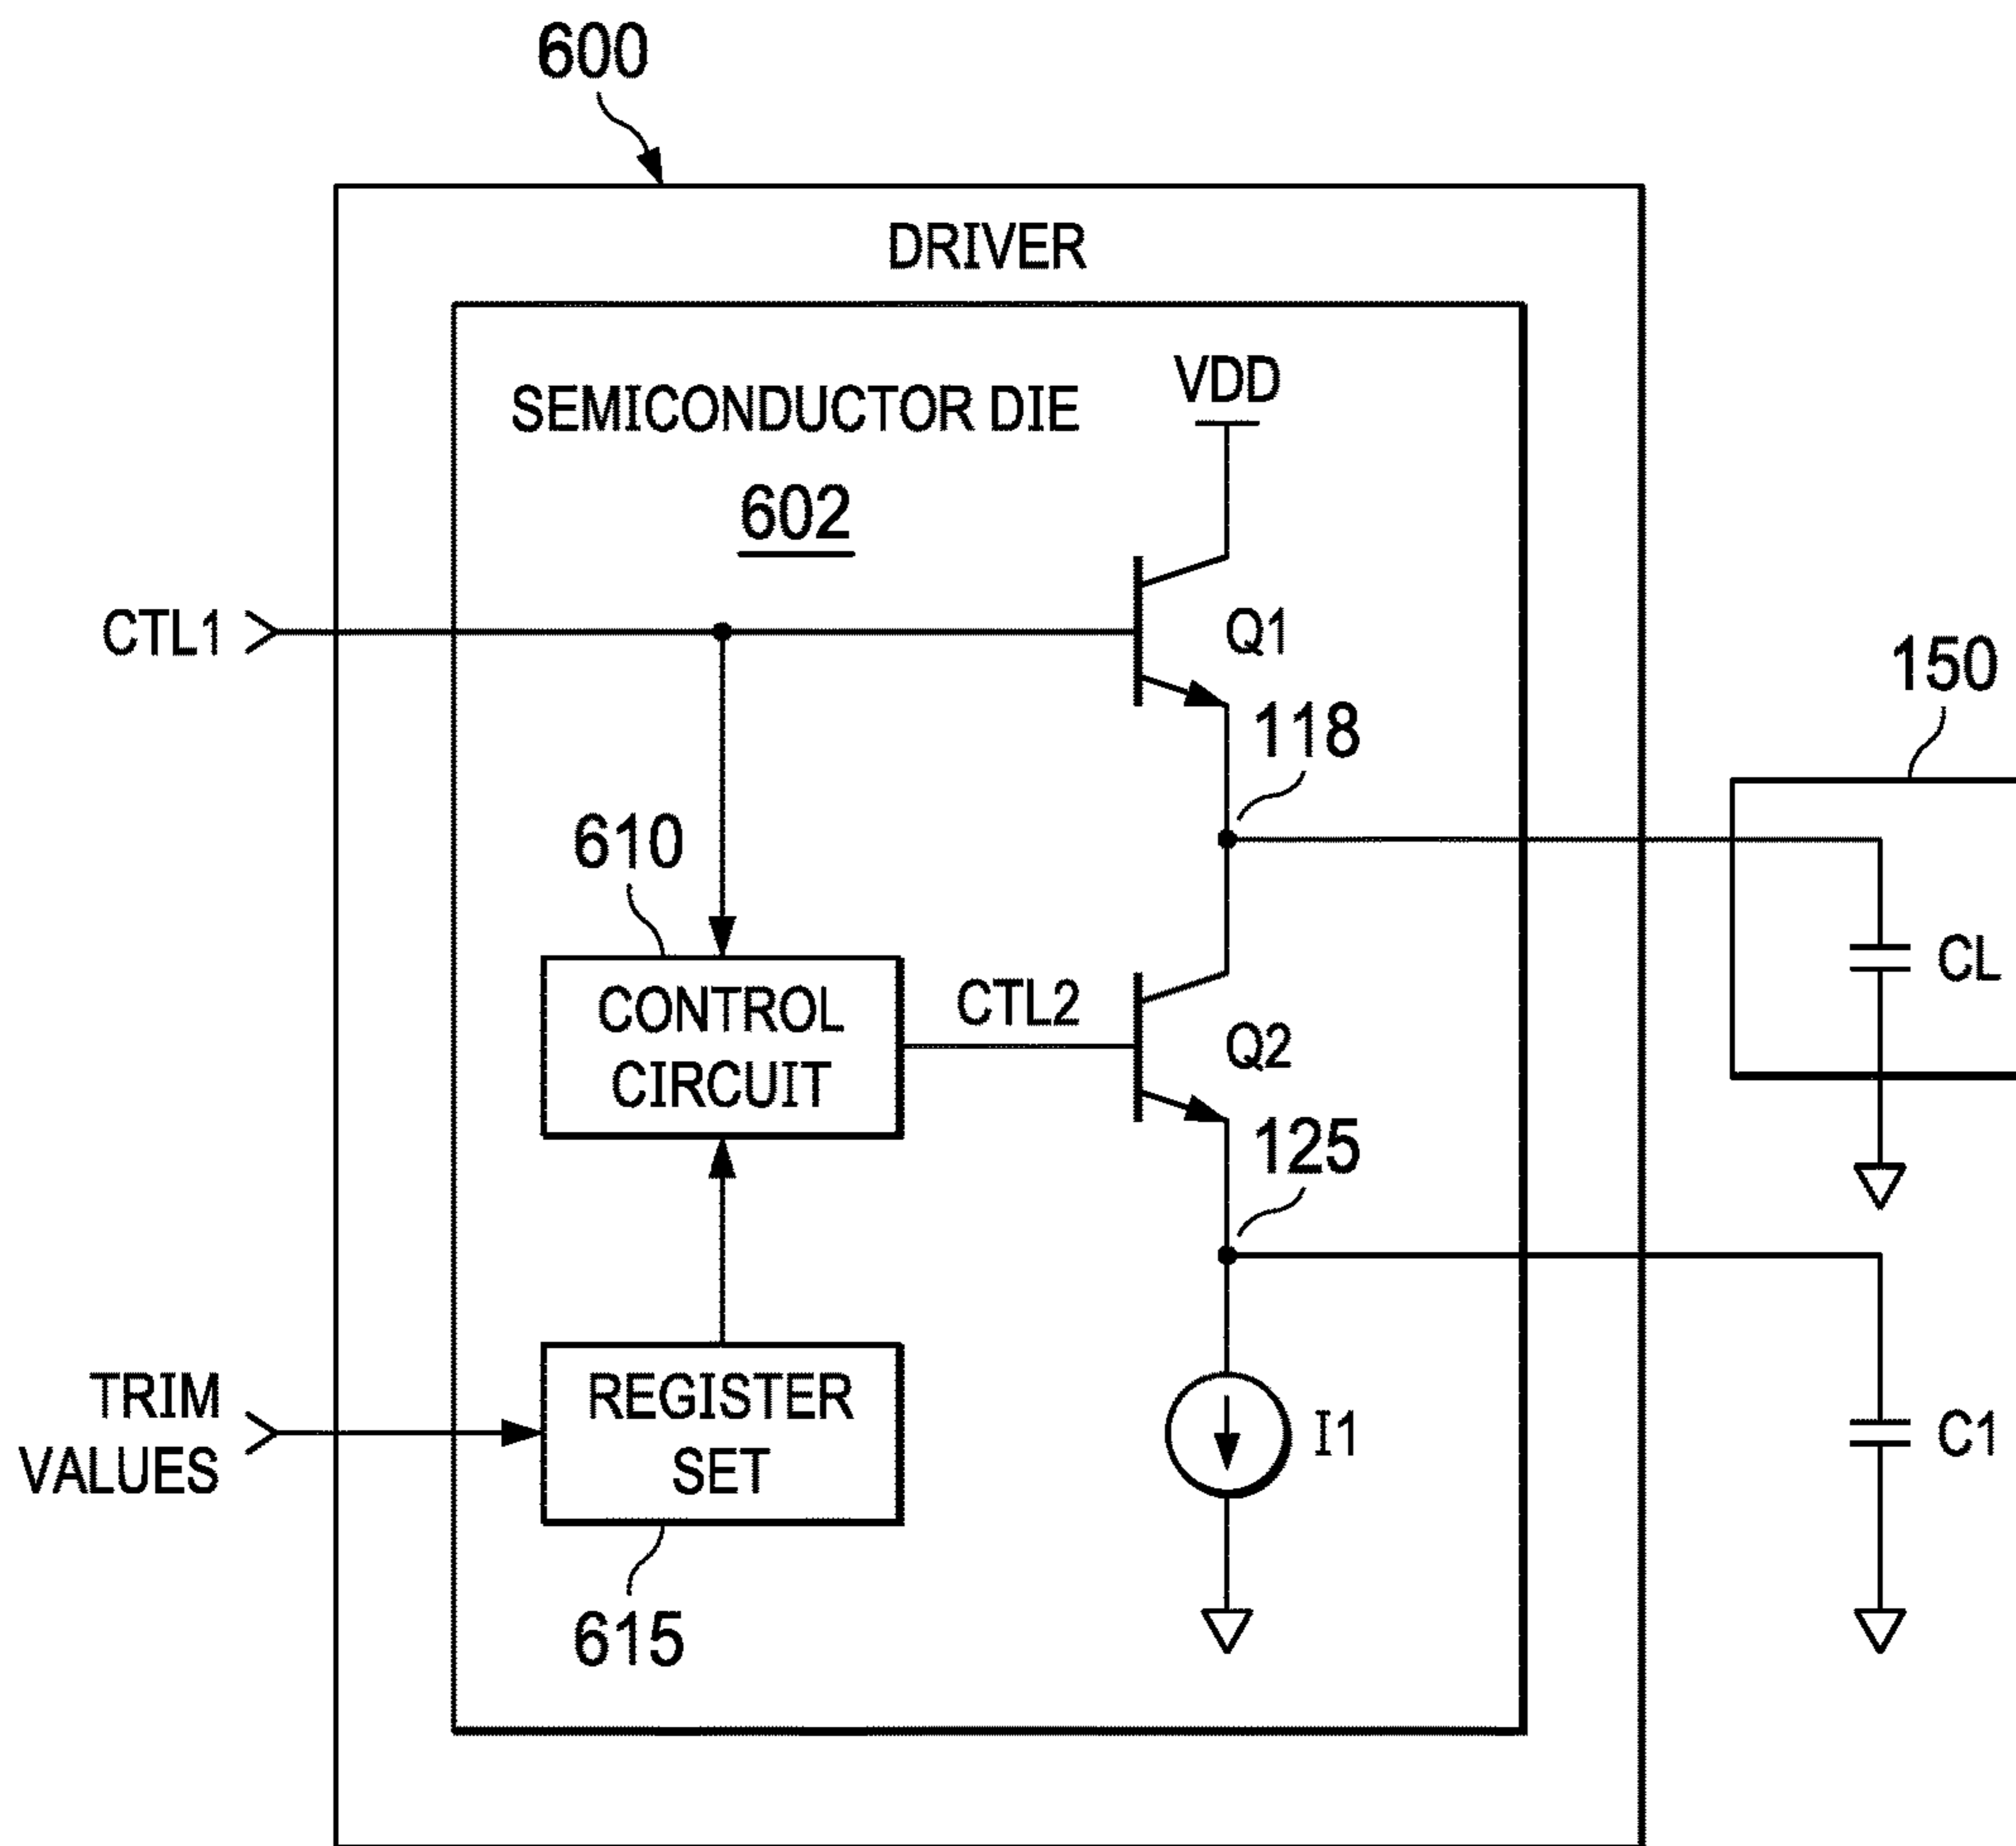 600
DRIVER
VDD
SEMICONDUCTOR DIE
602
CTL1
Q1
150
118
610
CL
CONTROL
CIRCUIT
CTL2
Q2
125
TRIM
VALUES
REGISTER
SET
I1
C1
615